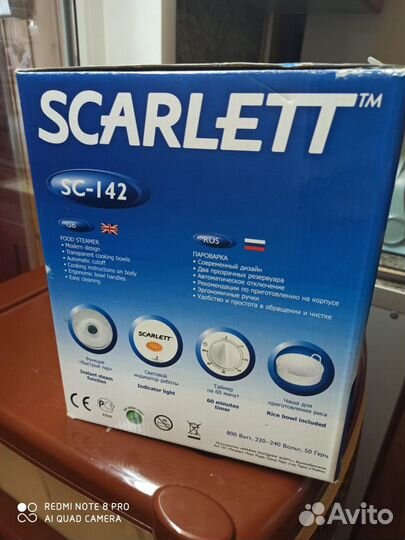 SCARLETT™
SC-142
GB
FOOD STEAMER
• Modern design
• Transparent cooking bowls
• Automatic cutoff
• Cooking instructions on body
• Ergonomic bowl handles
• Easy cleaning
RUS
ПАРОВАРКА
• Современный дизайн
• Два прозрачных резервуара
• Автоматическое отключение
• Рекомендации по приготовлению на корпусе
• Эргономичные ручки
• Удобство и простота в обращении и чистке
Функция
«Быстрый пар»
Instant steam
function
SCARLETT
Световой
индикатор работы
Indicator light
Таймер
на 60 минут
60 minutes
timer
Чаша для
приготовления риса
Rice bowl included
CE
800 Ватт, 220-240 Вольт, 50 Герц
REDMI NOTE 8 PRO
AI QUAD CAMERA
Avito